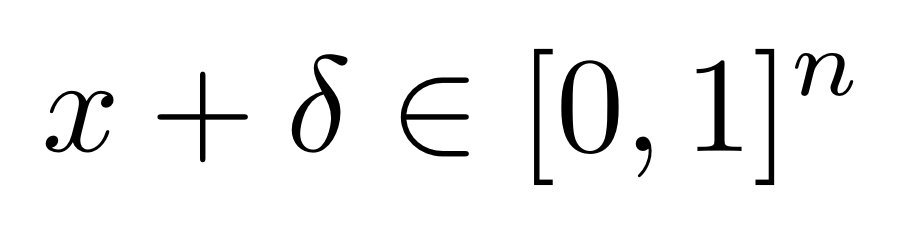 x + δ ∈ [0, 1]ⁿ